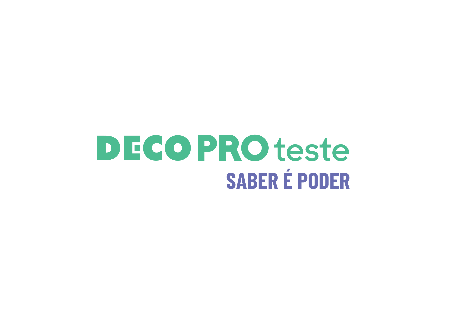 DECO PRO teste
SABER É PODER